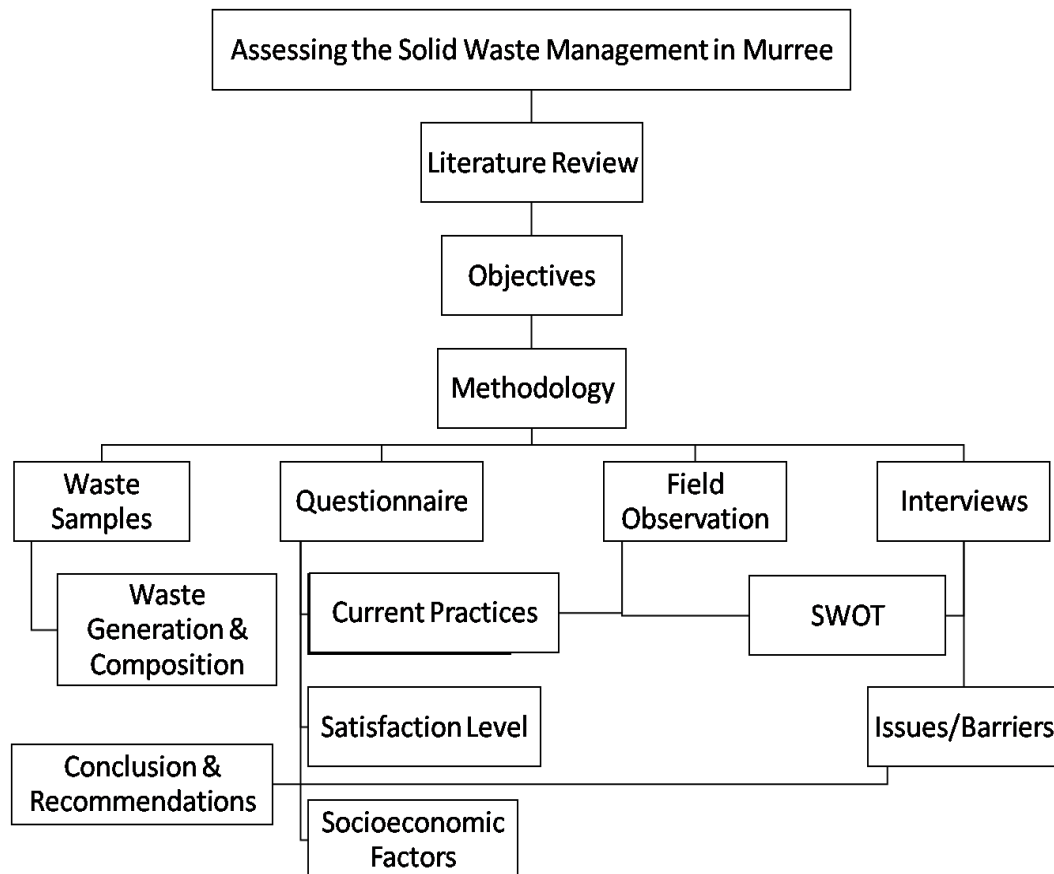 Assessing the Solid Waste Management in Murree
Literature Review
Objectives
Methodology
Waste
Samples
Questionnaire
Field
Observation
Interviews
Waste
Generation &
Composition
Current Practices
SWOT
Satisfaction Level
Issues/Barriers
Conclusion &
Recommendations
Socioeconomic
Factors